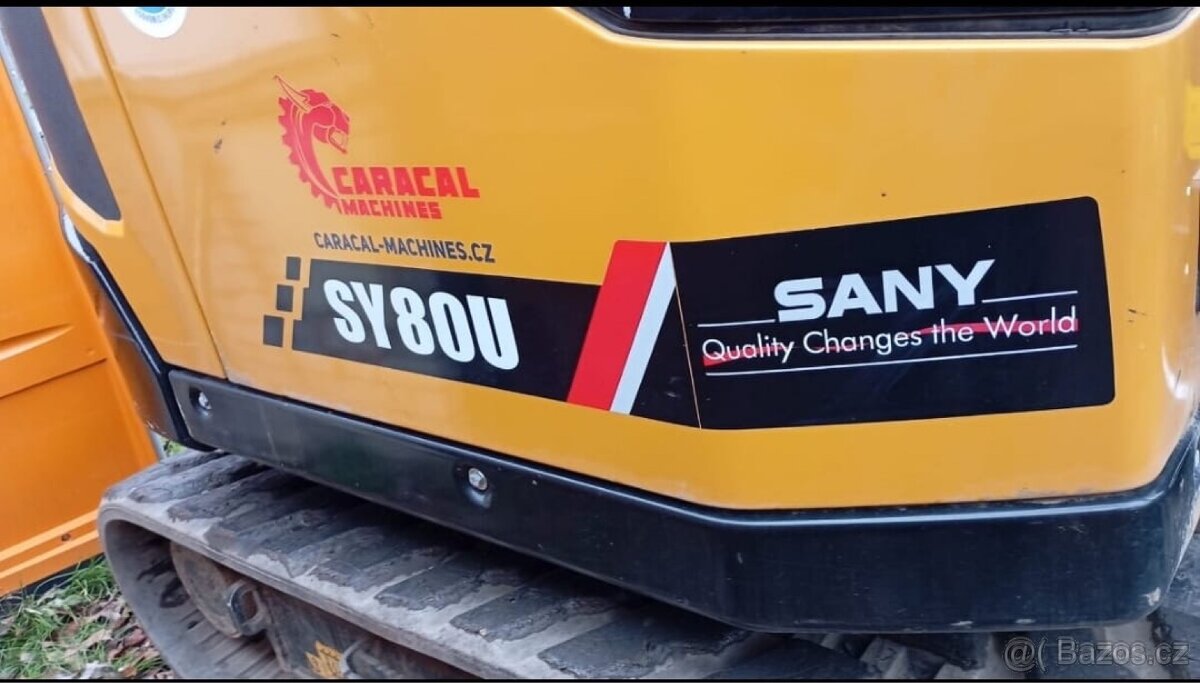 CARACAL
MACHINES
CARACAL-MACHINES.CZ
SY80U
SANY
Quality Changes the World
@( Bazos.cz